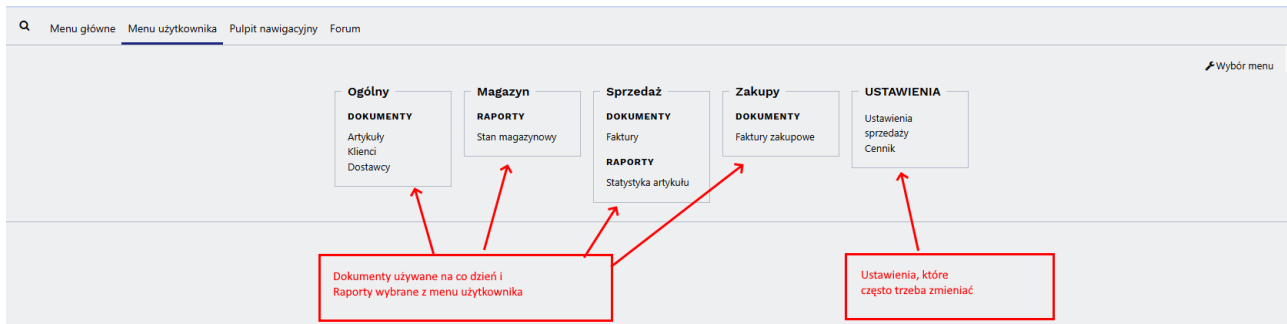 Menu główne Menu użytkownika Pulpit nawigacyjny Forum
Wybór menu
Ogólny
DOKUMENTY
Artykuły
Klienci
Dostawcy
Magazyn
RAPORTY
Stan magazynowy
Sprzedaż
DOKUMENTY
Faktury
RAPORTY
Statystyka artykułu
Zakupy
DOKUMENTY
Faktury zakupowe
USTAWIENIA
Ustawienia
sprzedaży
Cennik
Dokumenty używane na co dzień i
Raporty wybrane z menu użytkownika
Ustawienia, które
często trzeba zmieniać